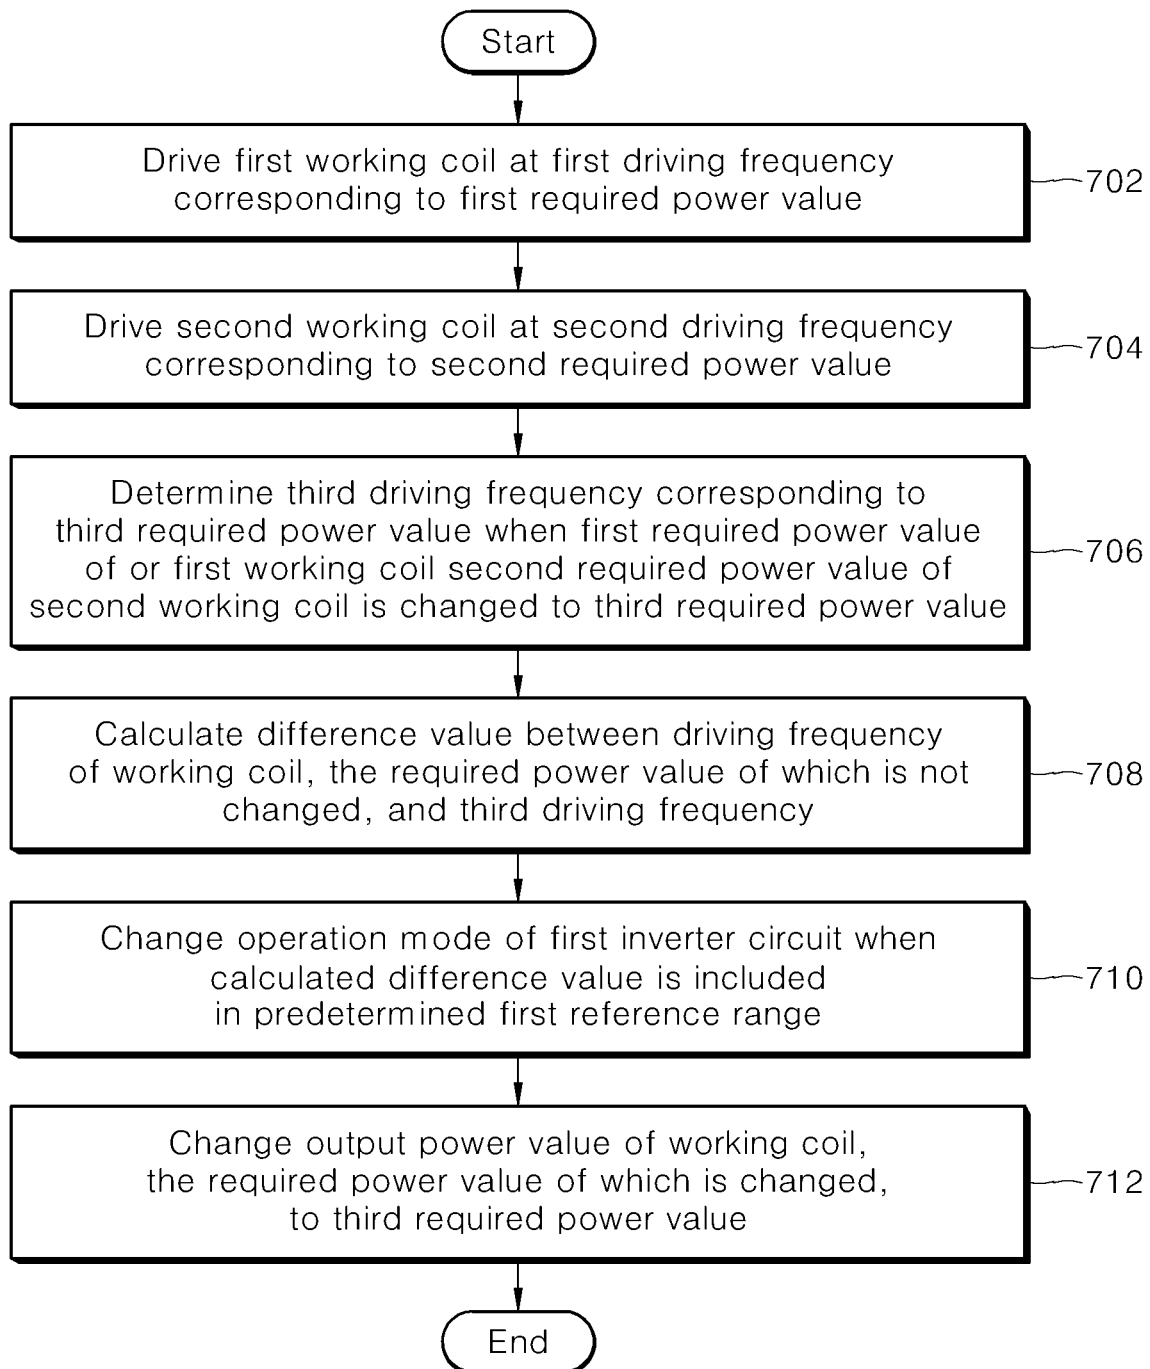 Start
Drive first working coil at first driving frequency
corresponding to first required power value
702
Drive second working coil at second driving frequency
corresponding to second required power value
704
Determine third driving frequency corresponding to
third required power value when first required power value
of or first working coil second required power value of
second working coil is changed to third required power value
706
Calculate difference value between driving frequency
of working coil, the required power value of which is not
changed, and third driving frequency
708
Change operation mode of first inverter circuit when
calculated difference value is included
in predetermined first reference range
710
Change output power value of working coil,
the required power value of which is changed,
to third required power value
712
End